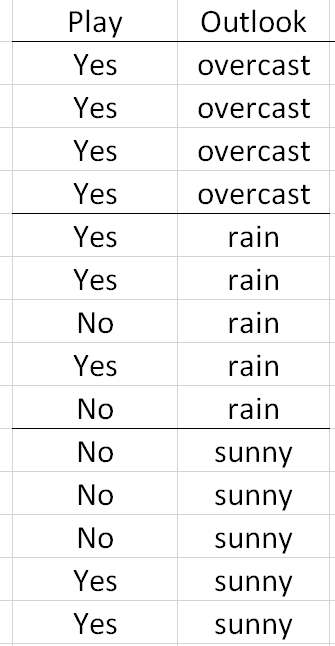 Play Outlook
Yes overcast
Yes overcast
Yes overcast
Yes overcast
Yes rain
Yes rain
No rain
Yes rain
No rain
No sunny
No sunny
No sunny
Yes sunny
Yes sunny